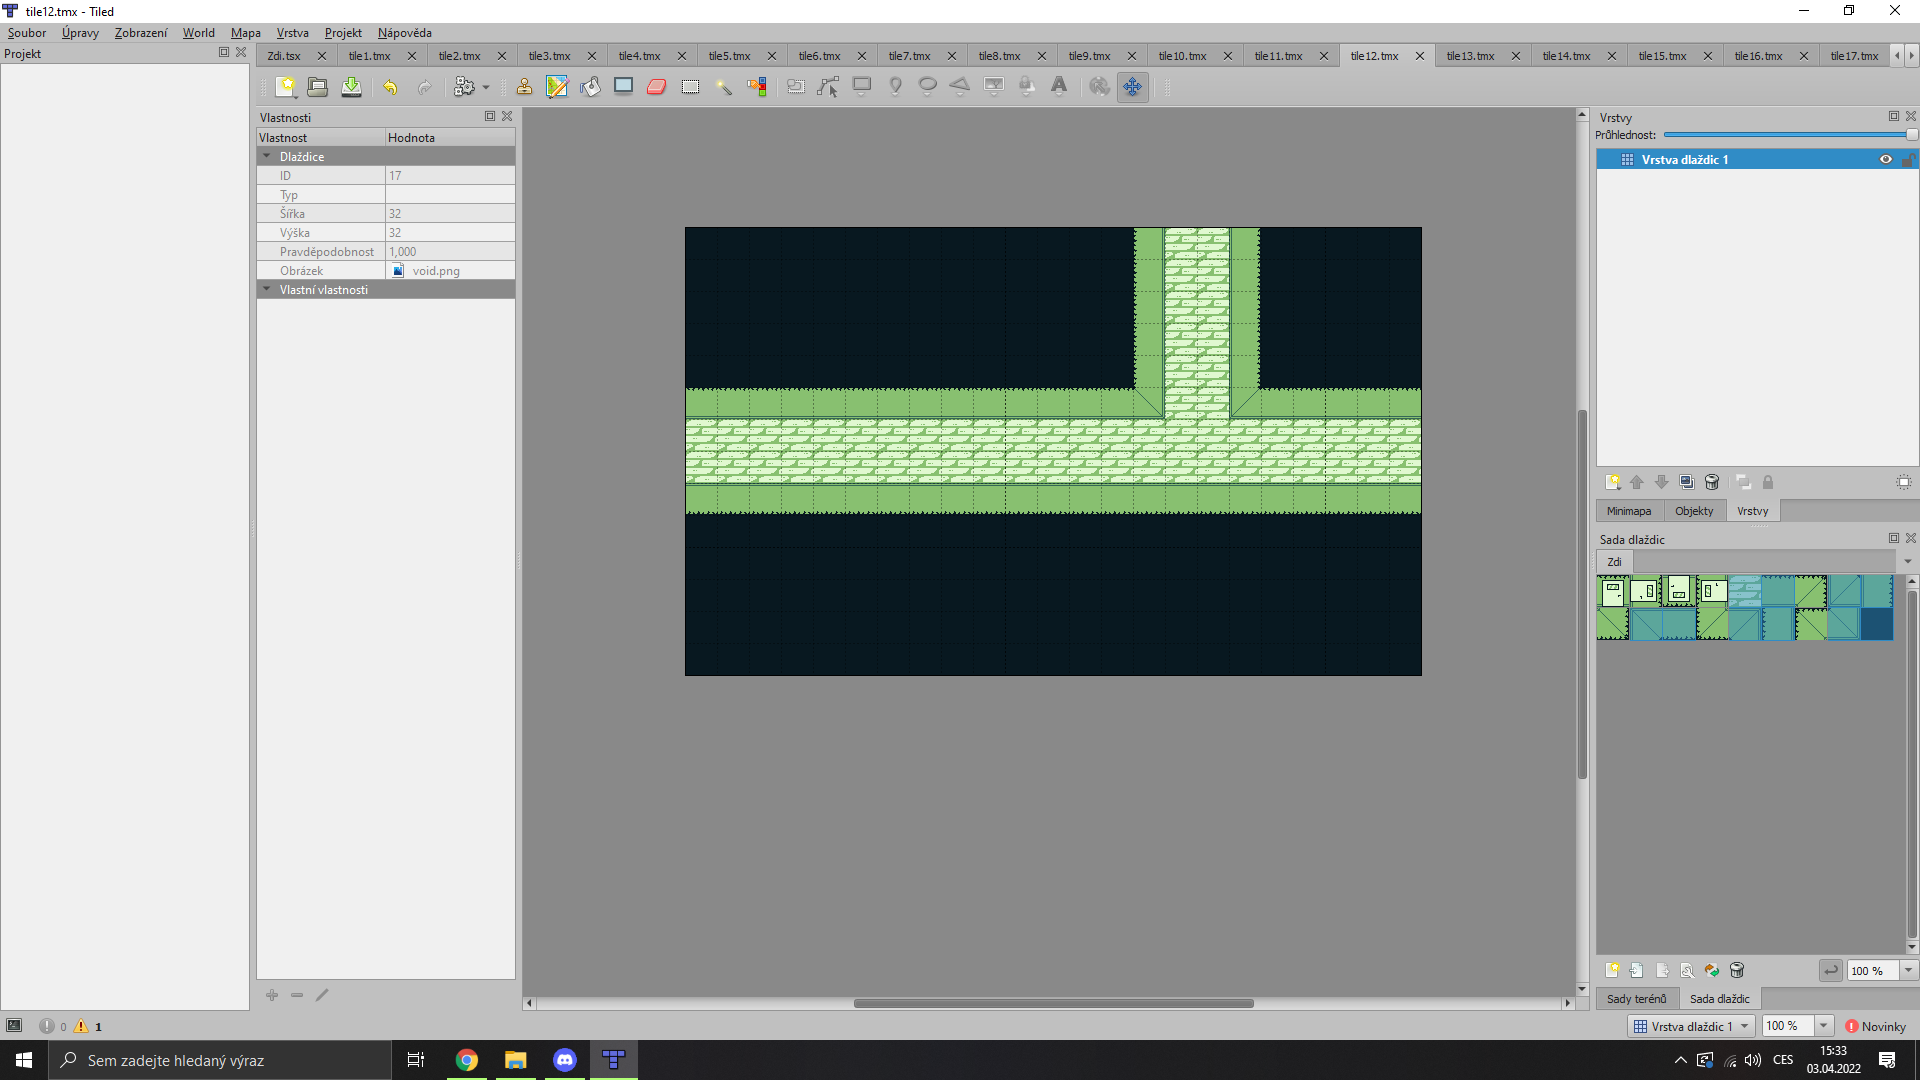 tile12.tmx - Tiled
Soubor Úpravy Zobrazení World Mapa Vrstva Projekt Nápověda
Projekt
Zdi.tsx tile1.tmx tile2.tmx tile3.tmx tile4.tmx tile5.tmx tile6.tmx tile7.tmx tile8.tmx tile9.tmx tile10.tmx tile11.tmx tile12.tmx tile13.tmx tile14.tmx tile15.tmx tile16.tmx tile17.tmx
Vlastnosti
Vlastnost Hodnota
Dlaždice
ID 17
Typ
Šířka 32
Výška 32
Pravděpodobnost 1,000
Obrázek void.png
Vlastní vlastnosti
Vrstvy
Průhlednost:
Vrstva dlaždic 1
Minimapa Objekty Vrstvy
Sada dlaždic
Zdi
100 %
Sady terénů Sada dlaždic
0 1
Vrstva dlaždic 1 100 % Novinky
Sem zadejte hledaný výraz
CES
15:33
03.04.2022